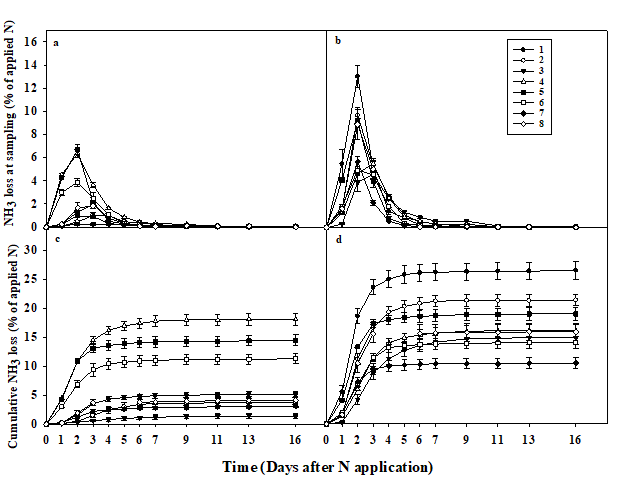 NH3 loss at sampling (% of applied N)
16
14
12
10
8
6
4
2
0
a
b
1
2
3
4
5
6
7
8
Cumulative NH3 loss (% of applied N)
30
25
20
15
10
5
0
c
d
0 1 2 3 4 5 6 7 9 11 13 16
0 1 2 3 4 5 6 7 9 11 13 16
Time (Days after N application)